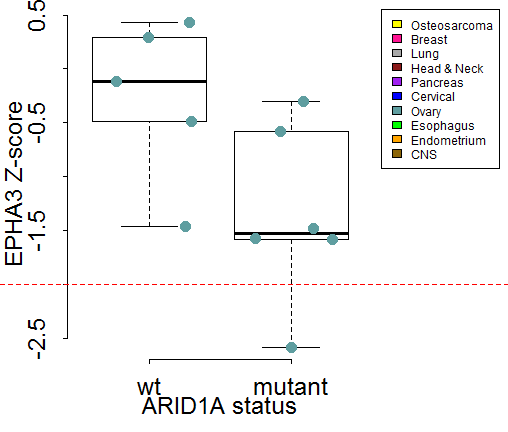 EPHA3 Z-score
0.5
-0.5
-1.5
-2.5
wt mutant
ARID1A status
Osteosarcoma
Breast
Lung
Head & Neck
Pancreas
Cervical
Ovary
Esophagus
Endometrium
CNS